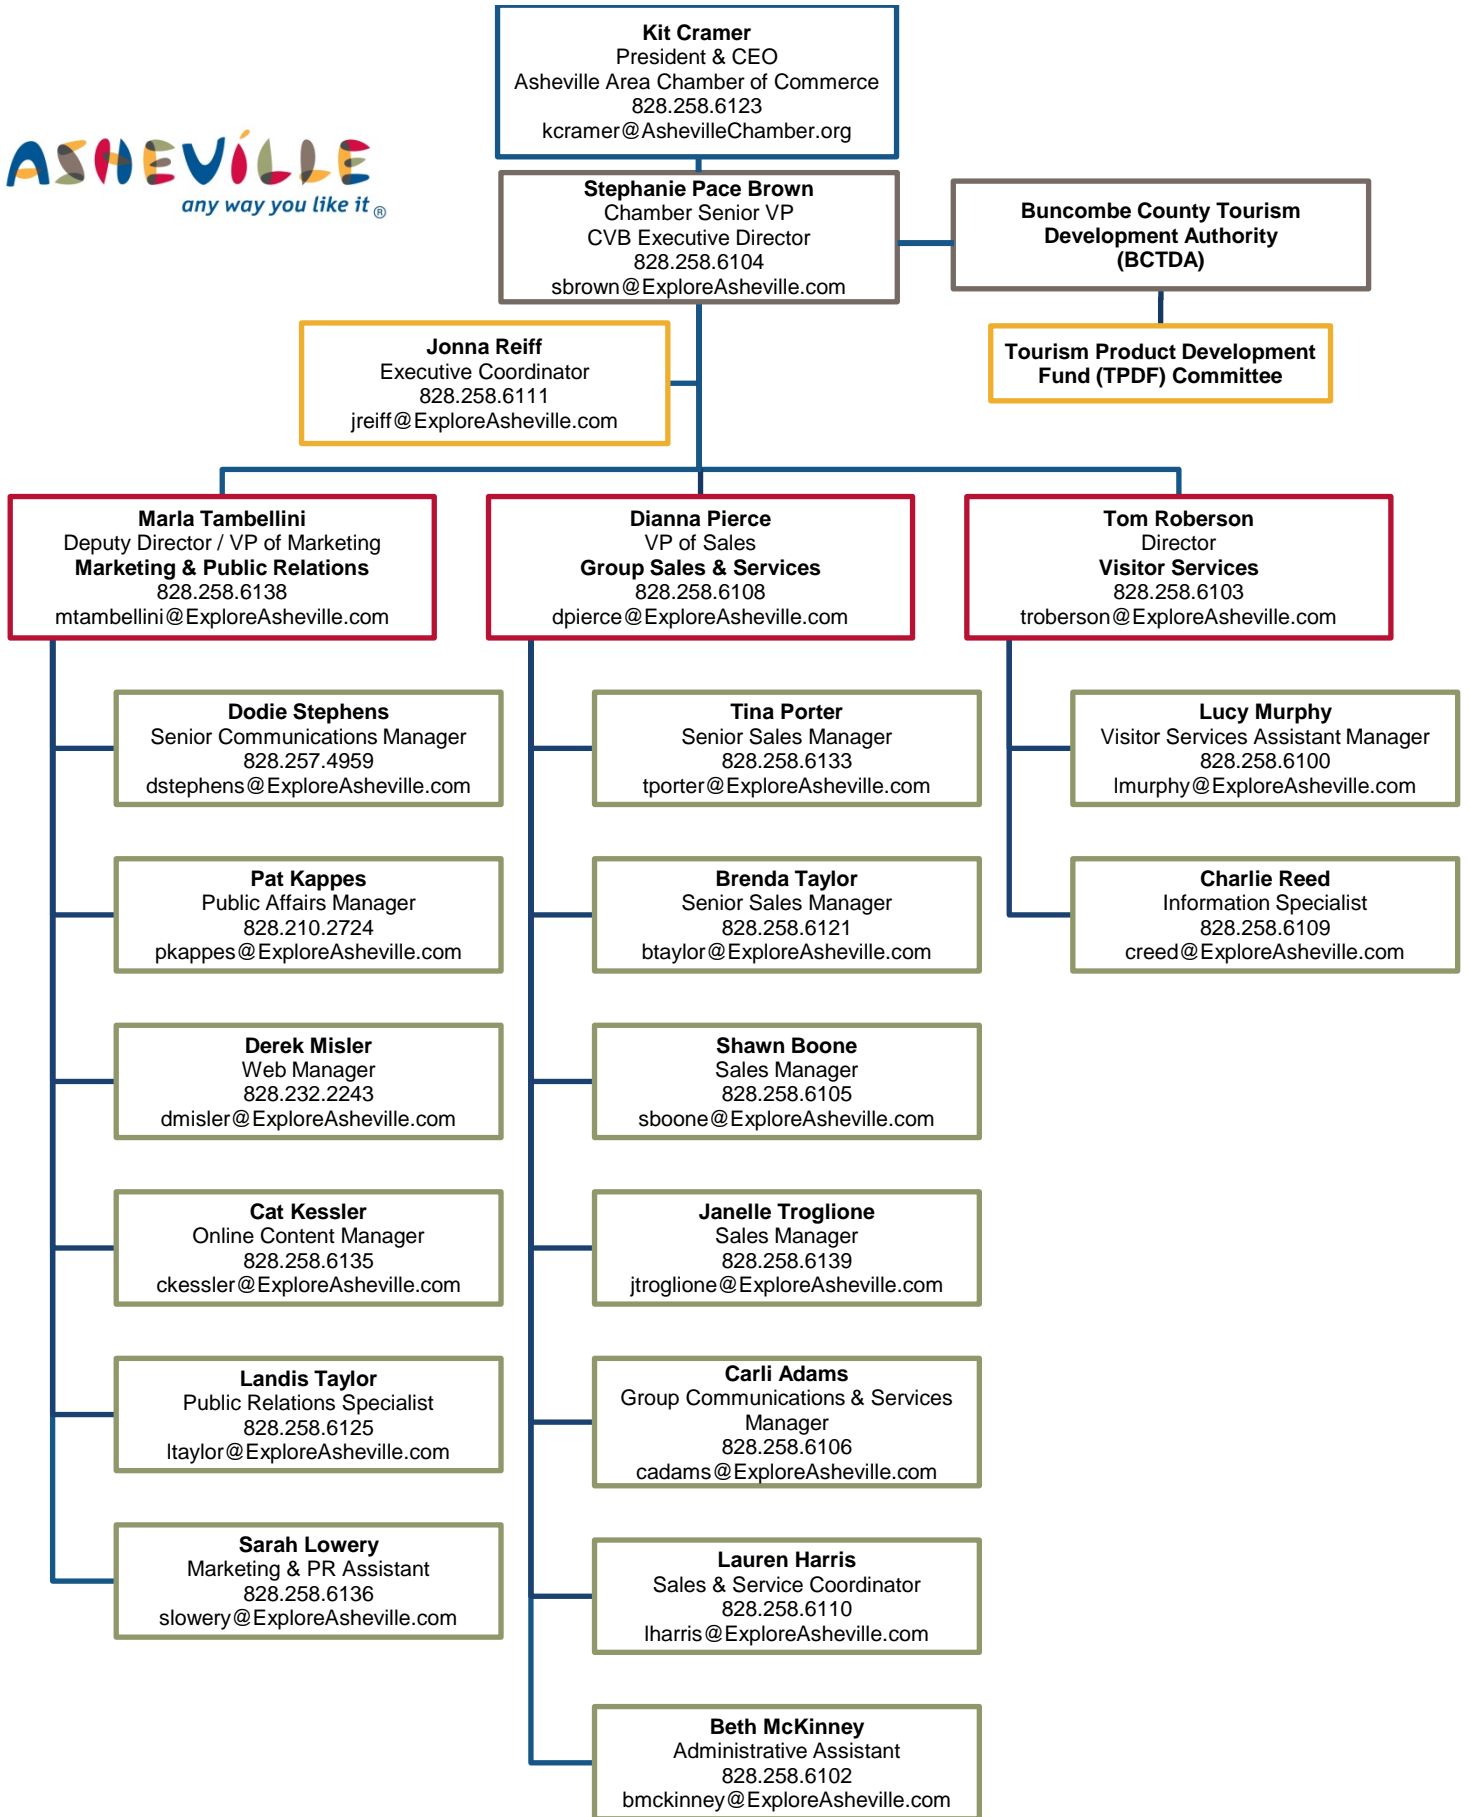 Kit Cramer
President & CEO
Asheville Area Chamber of Commerce
828.258.6123
kcramer@AshevilleChamber.org
ASHEVÍLLE
any way you like it ®
Stephanie Pace Brown
Chamber Senior VP
CVB Executive Director
828.258.6104
sbrown@ExploreAsheville.com
Buncombe County Tourism
Development Authority
(BCTDA)
Jonna Reiff
Executive Coordinator
828.258.6111
jreiff@ExploreAsheville.com
Tourism Product Development
Fund (TPDF) Committee
Marla Tambellini
Deputy Director / VP of Marketing
Marketing & Public Relations
828.258.6138
mtambellini@ExploreAsheville.com
Dianna Pierce
VP of Sales
Group Sales & Services
828.258.6108
dpierce@ExploreAsheville.com
Tom Roberson
Director
Visitor Services
828.258.6103
troberson@ExploreAsheville.com
Dodie Stephens
Senior Communications Manager
828.257.4959
dstephens@ExploreAsheville.com
Pat Kappes
Public Affairs Manager
828.210.2724
pkappes@ExploreAsheville.com
Derek Misler
Web Manager
828.232.2243
dmisler@ExploreAsheville.com
Cat Kessler
Online Content Manager
828.258.6135
ckessler@ExploreAsheville.com
Landis Taylor
Public Relations Specialist
828.258.6125
ltaylor@ExploreAsheville.com
Sarah Lowery
Marketing & PR Assistant
828.258.6136
slowery@ExploreAsheville.com
Tina Porter
Senior Sales Manager
828.258.6133
tporter@ExploreAsheville.com
Brenda Taylor
Senior Sales Manager
828.258.6121
btaylor@ExploreAsheville.com
Shawn Boone
Sales Manager
828.258.6105
sboone@ExploreAsheville.com
Janelle Troglione
Sales Manager
828.258.6139
jtroglione@ExploreAsheville.com
Carli Adams
Group Communications & Services
Manager
828.258.6106
cadams@ExploreAsheville.com
Lauren Harris
Sales & Service Coordinator
828.258.6110
lharris@ExploreAsheville.com
Beth McKinney
Administrative Assistant
828.258.6102
bmckinney@ExploreAsheville.com
Lucy Murphy
Visitor Services Assistant Manager
828.258.6100
lmurphy@ExploreAsheville.com
Charlie Reed
Information Specialist
828.258.6109
creed@ExploreAsheville.com